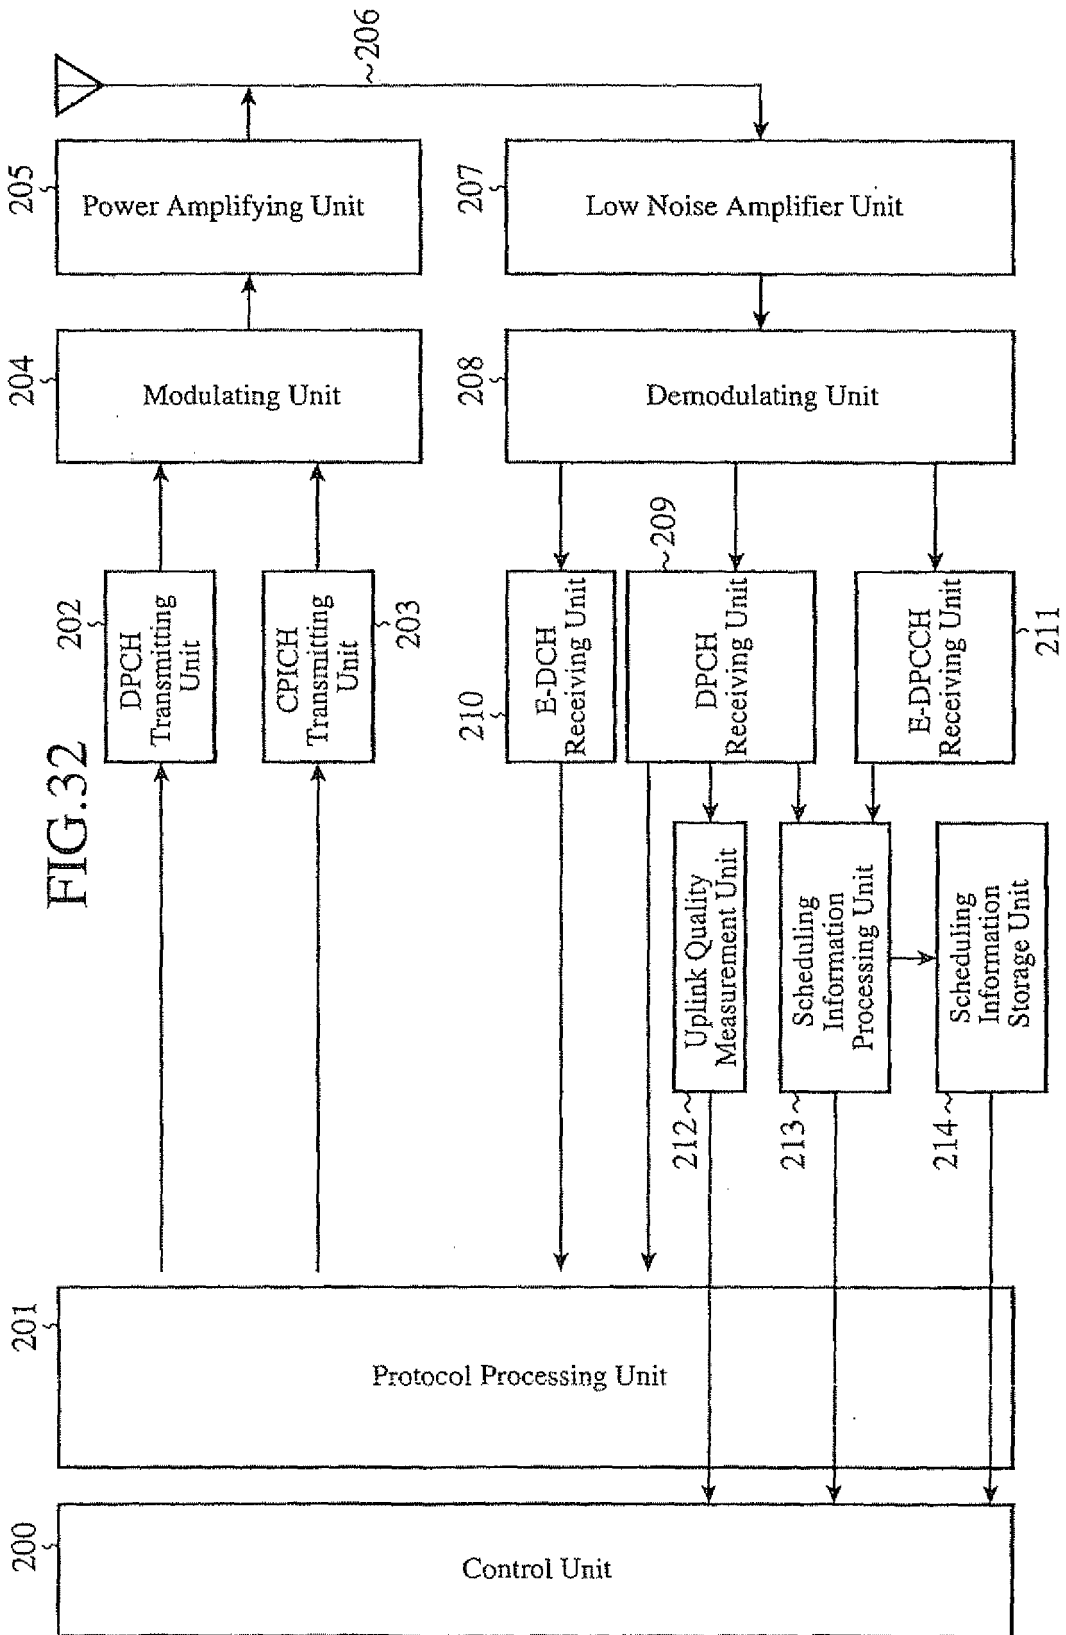 FIG.32
206
205
Power Amplifying Unit
207
Low Noise Amplifier Unit
204
Modulating Unit
208
Demodulating Unit
202
DPCH
Transmitting
Unit
CPICH
Transmitting
Unit
203
210
E-DCH
Receiving Unit
209
DPCH
Receiving Unit
E-DPCCH
Receiving Unit
211
Uplink Quality
Measurement Unit
212
Scheduling
Information
Processing Unit
213
Scheduling
Information
Storage Unit
214
201
Protocol Processing Unit
200
Control Unit